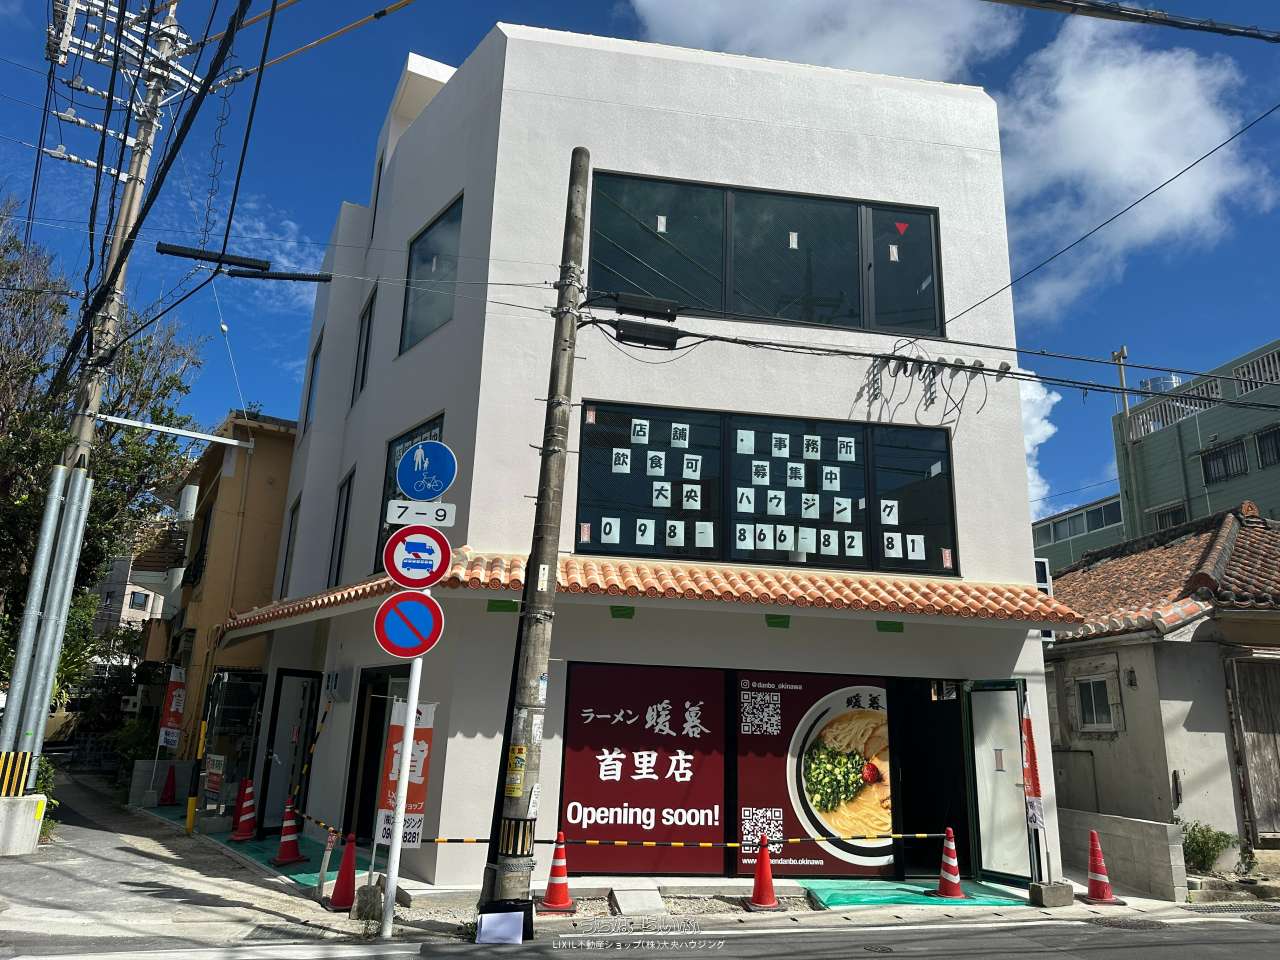 店舗・事務所
飲食可 募集中
大央ハウジング
098-866-8281
7-9
ラーメン 暖暮
首里店
Opening soon!
@danbo_okinawa
暖暮
貸
LIXIL不動産ショップ(株)大央ハウジング